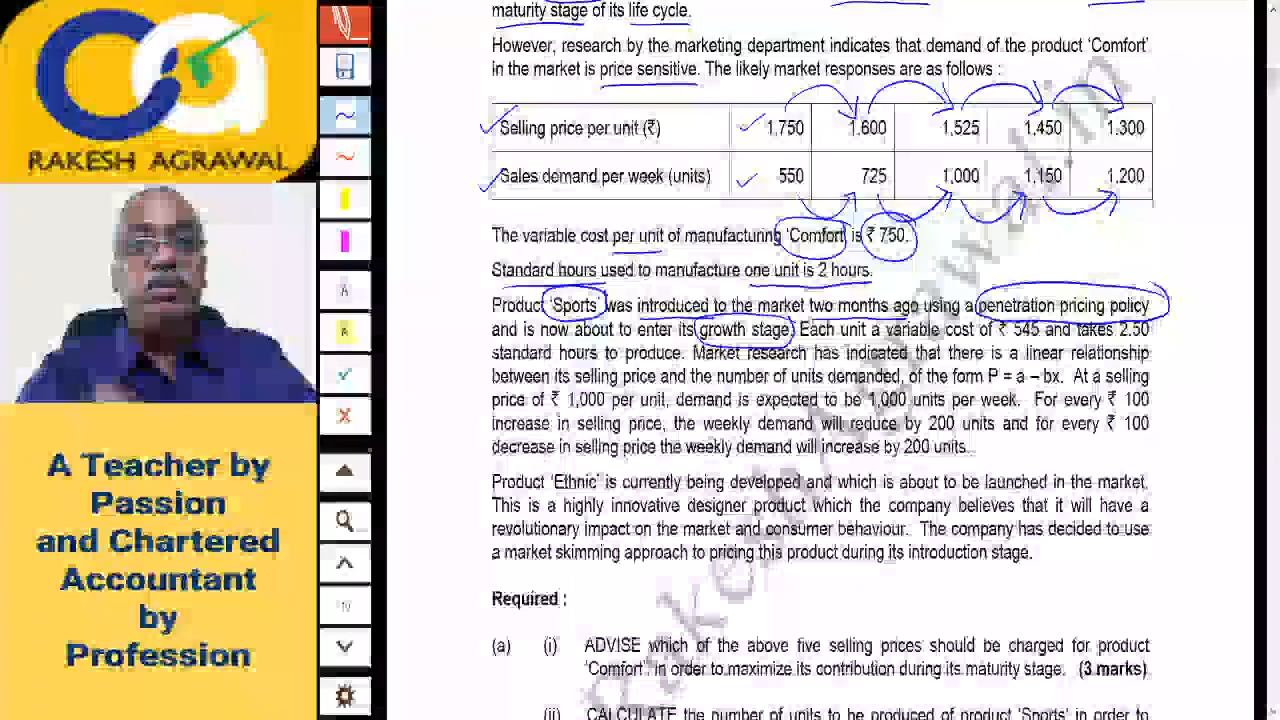 maturity stage of its life cycle.
However, research by the marketing department indicates that demand of the product ‘Comfort’
in the market is price sensitive. The likely market responses are as follows :
Selling price per unit (₹) 1,750 1,600 1,525 1,450 1,300
Sales demand per week (units) 550 725 1,000 1,150 1,200
The variable cost per unit of manufacturing ‘Comfort’ is ₹ 750.
Standard hours used to manufacture one unit is 2 hours.
Product ‘Sports’ was introduced to the market two months ago using a penetration pricing policy
and is now about to enter its growth stage. Each unit a variable cost of ₹ 545 and takes 2.50
standard hours to produce. Market research has indicated that there is a linear relationship
between its selling price and the number of units demanded, of the form P = a – bx. At a selling
price of ₹ 1,000 per unit, demand is expected to be 1,000 units per week. For every ₹ 100
increase in selling price, the weekly demand will reduce by 200 units and for every ₹ 100
decrease in selling price the weekly demand will increase by 200 units.
Product ‘Ethnic’ is currently being developed and which is about to be launched in the market.
This is a highly innovative designer product which the company believes that it will have a
revolutionary impact on the market and consumer behaviour. The company has decided to use
a market skimming approach to pricing this product during its introduction stage.
Required :
(a) (i) ADVISE which of the above five selling prices should be charged for product
‘Comfort’ in order to maximize its contribution during its maturity stage. (3 marks)
(ii) CALCULATE the number of units to be produced of product ‘Sports’ in order to
CA
RAKESH AGRAWAL
A Teacher by
Passion
and Chartered
Accountant
by
Profession
A
A
Rakesh Agrawal.in